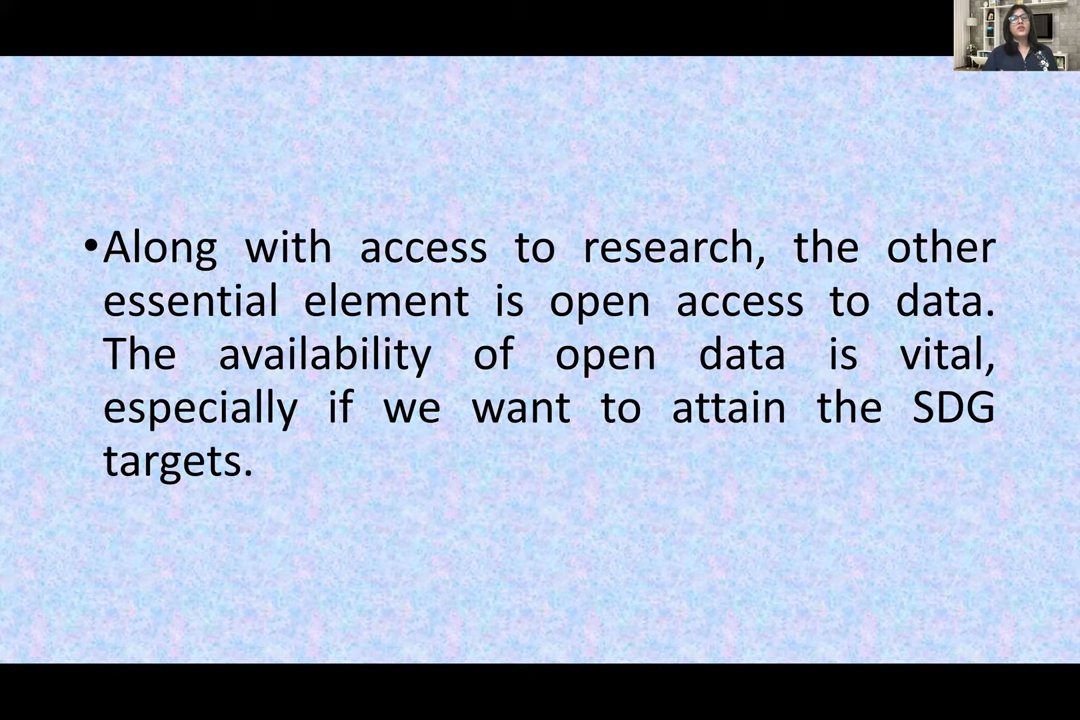 •Along with access to research, the other
essential element is open access to data.
The availability of open data is vital,
especially if we want to attain the SDG
targets.